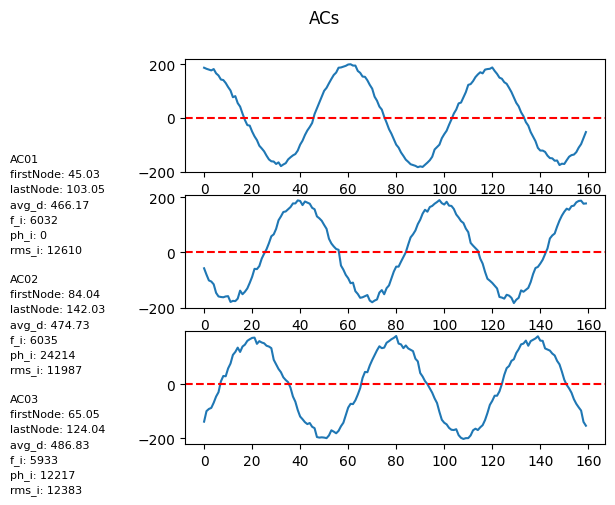 ACs
200
0
−200
0 20 40 60 80 100 120 140 160
200
0
−200
0 20 40 60 80 100 120 140 160
0
−200
0 20 40 60 80 100 120 140 160
AC01
firstNode: 45.03
lastNode: 103.05
avg_d: 466.17
f_i: 6032
ph_i: 0
rms_i: 12610
AC02
firstNode: 84.04
lastNode: 142.03
avg_d: 474.73
f_i: 6035
ph_i: 24214
rms_i: 11987
AC03
firstNode: 65.05
lastNode: 124.04
avg_d: 486.83
f_i: 5933
ph_i: 12217
rms_i: 12383